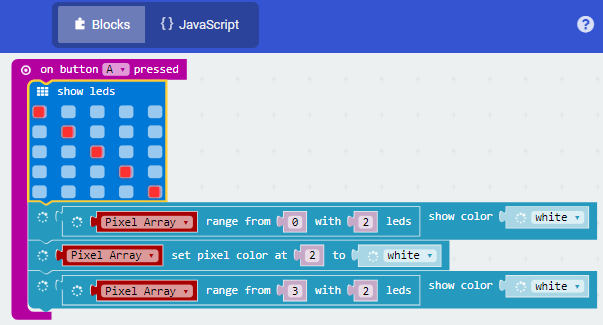 Blocks {} JavaScript ?
on button A pressed
show leds
Pixel Array range from 0 with 2 leds show color white
Pixel Array set pixel color at 2 to white
Pixel Array range from 3 with 2 leds show color white